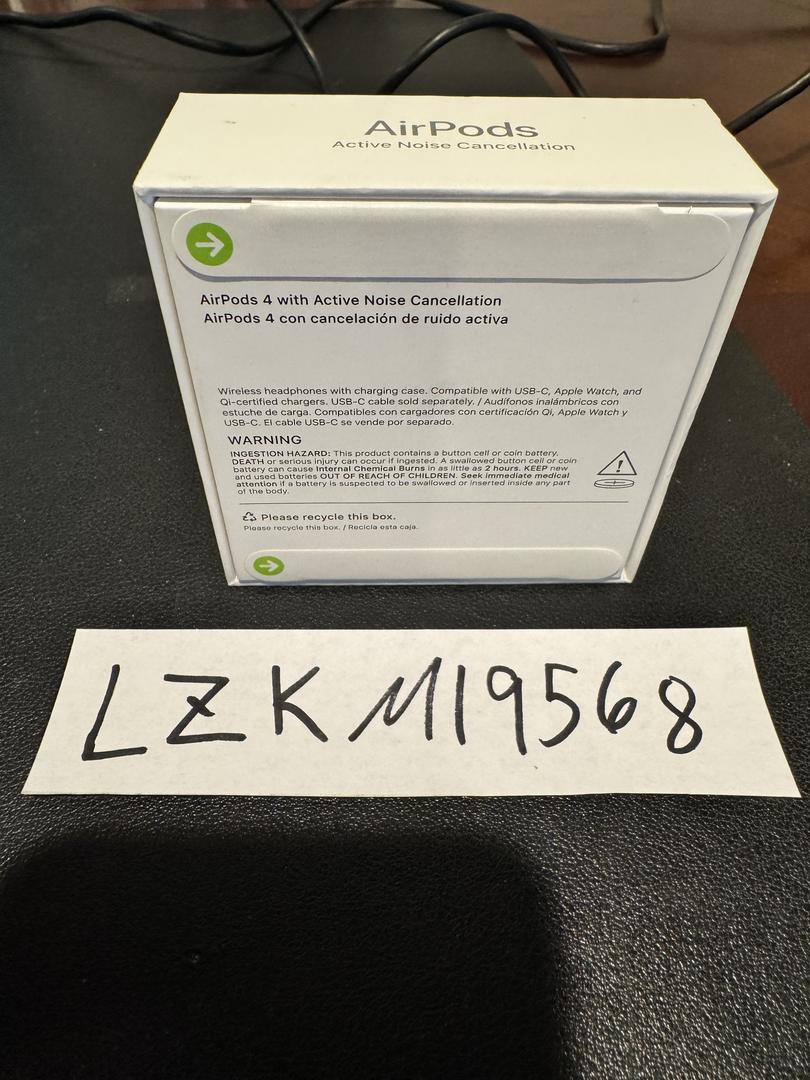 AirPods
Active Noise Cancellation
AirPods 4 with Active Noise Cancellation
AirPods 4 con cancelación de ruido activa
Wireless headphones with charging case. Compatible with USB-C, Apple Watch, and
Qi-certified chargers. USB-C cable sold separately. / Audífonos inalámbricos con
estuche de carga. Compatibles con cargadores con certificación Qi, Apple Watch y
USB-C. El cable USB-C se vende por separado.
WARNING
INGESTION HAZARD: This product contains a button cell or coin battery.
DEATH or serious injury can occur if ingested. A swallowed button cell or coin
battery can cause Internal Chemical Burns in as little as 2 hours. KEEP new
and used batteries OUT OF REACH OF CHILDREN. Seek immediate medical
attention if a battery is suspected to be swallowed or inserted inside any part
of the body.
Please recycle this box.
Please recycle this box. / Recicla esta caja.
LZKM19568